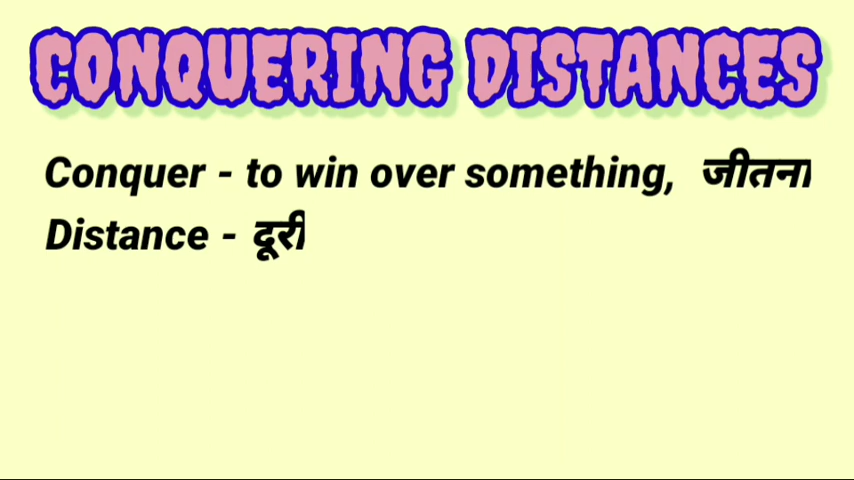 CONQUERING DISTANCES
Conquer - to win over something, जीतना
Distance - दूरी